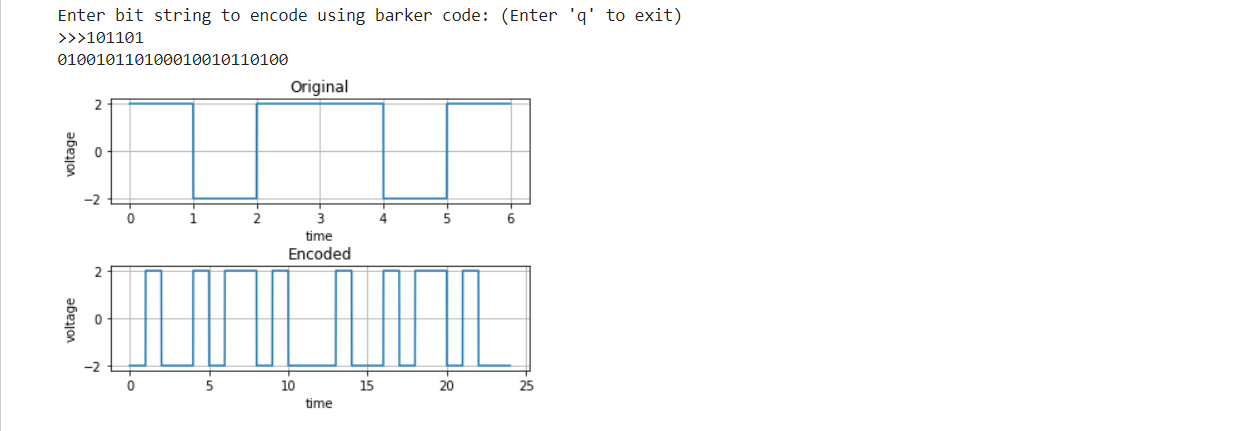 Enter bit string to encode using barker code: (Enter 'q' to exit)
>>>101101
010010110100010010110100
Original
voltage
2
0
−2
0 1 2 3 4 5 6
time
Encoded
voltage
2
0
−2
0 5 10 15 20 25
time